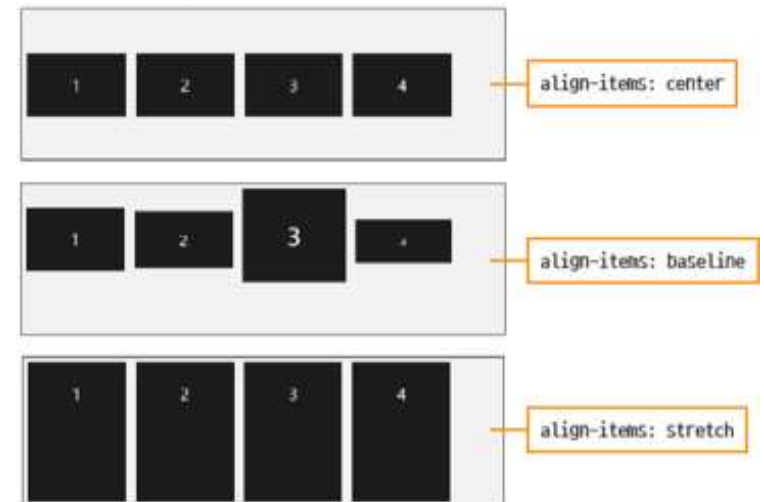 1 2 3 4 align-items: center
1 2 3 4 align-items: baseline
1 2 3 4 align-items: stretch